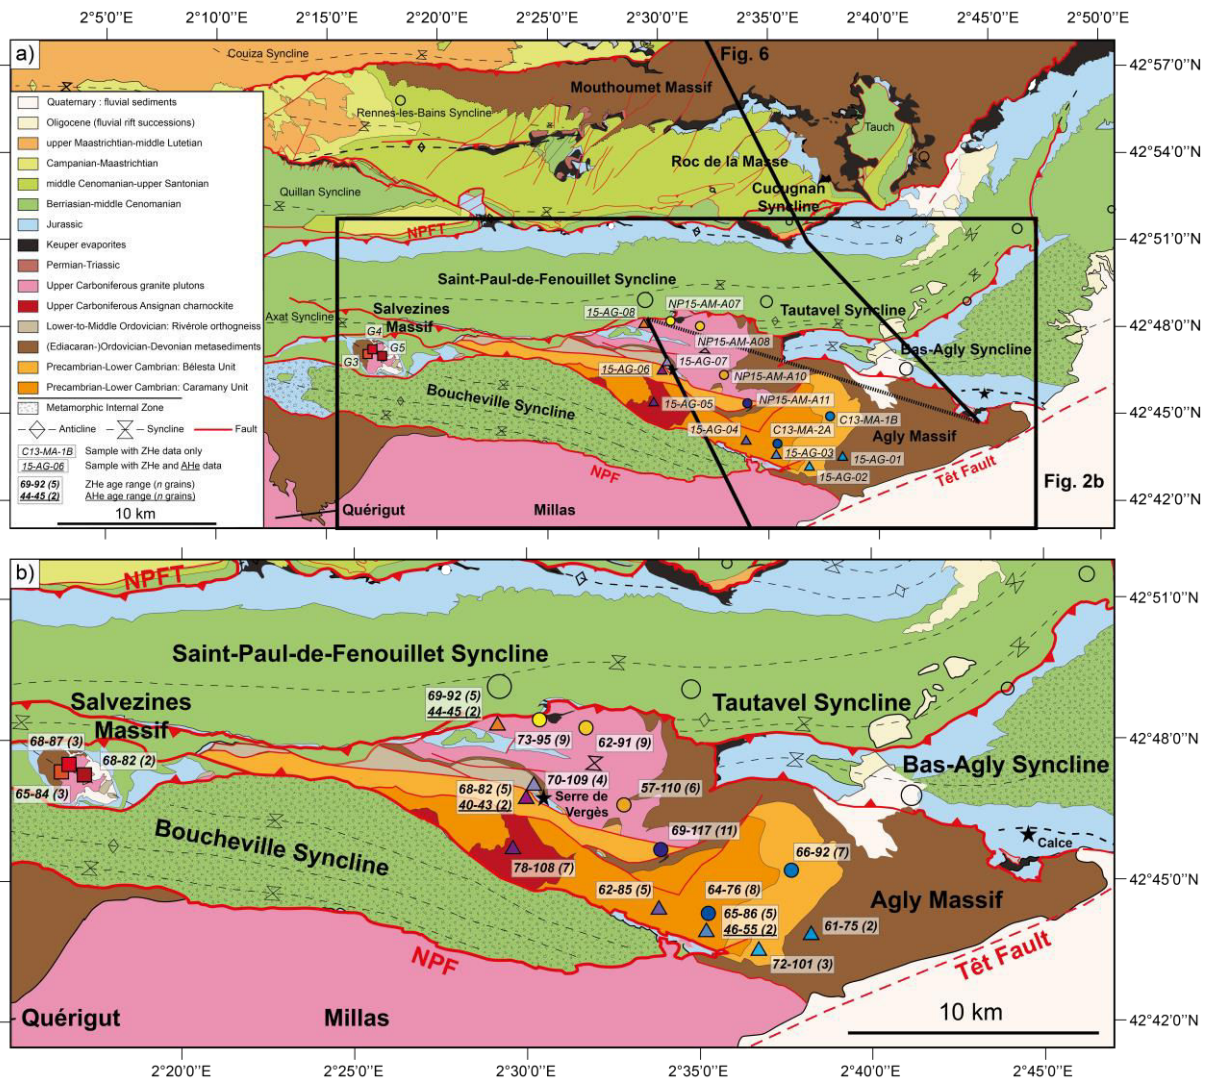 2°5'0"E 2°10'0"E 2°15'0"E 2°20'0"E 2°5'0"E 2°30'0"E 2°35'0"E 2°40'0"E 2°45'0"E 2°50'0"E
a)
Couiza Syncline
Fig. 6
42°57'0"N
Mouthoumet Massif
Quaternary : fluvial sediments
Oligocene (fluvial rift successions)
upper Maastrichtian-middle Lutetian
Campanian-Maastrichtian
middle Cenomanian-upper Santonian
Berriasian-middle Cenomanian
Jurassic
Keuper evaporites
Permian-Triassic
Upper Carboniferous granite plutons
Upper Carboniferous Ansignan charnockite
Lower-to-Middle Ordovician: Rivérole orthogneiss
(Ediacaran-)Ordovician-Devonian metasediments
Precambrian-Lower Cambrian: Bélesta Unit
Precambrian-Lower Cambrian: Caramany Unit
Metamorphic Internal Zone
Anticline Syncline Fault
C13-MA-1B Sample with ZHe data only
15-AG-06 Sample with ZHe and AHe data
69-92 (5) ZHe age range (n grains)
44-45 (2) AHe age range (n grains)
10 km
Rennes-les-Bains Syncline
Tauch
42°54'0"N
Roc de la Masse
Quillan Syncline
Cucugnan
Syncline
NPFT
42°51'0"N
Saint-Paul-de-Fenouillet Syncline
Salvezines
Massif
Axat Syncline
15-AG-08
NP15-AM-A07
Tautavel Syncline
42°48'0"N
G4
G5
G3
NP15-AM-A08
Bas-Agly Syncline
15-AG-07
15-AG-06
NP15-AM-A10
Boucheville Syncline
15-AG-05
NP15-AM-A11
C13-MA-1B
42°45'0"N
15-AG-04
C13-MA-2A
Agly Massif
15-AG-03
15-AG-01
15-AG-02
NPF
Têt Fault
Fig. 2b
42°42'0"N
Quérigut
Millas
b)
NPFT
42°51'0"N
Saint-Paul-de-Fenouillet Syncline
Salvezines
Massif
69-92 (5)
44-45 (2)
Tautavel Syncline
68-87 (3)
68-82 (2)
65-84 (3)
73-95 (9)
62-91 (9)
42°48'0"N
Bas-Agly Syncline
70-109 (4)
68-82 (5)
40-43 (2)
Serre de
Vergès
57-110 (6)
Boucheville Syncline
69-117 (11)
Calce
78-108 (7)
66-92 (7)
42°45'0"N
62-85 (5)
64-76 (8)
Agly Massif
65-86 (5)
46-55 (2)
61-75 (2)
72-101 (3)
NPF
Têt Fault
Quérigut
Millas
10 km
42°42'0"N
2°20'0"E 2°25'0"E 2°30'0"E 2°35'0"E 2°40'0"E 2°45'0"E